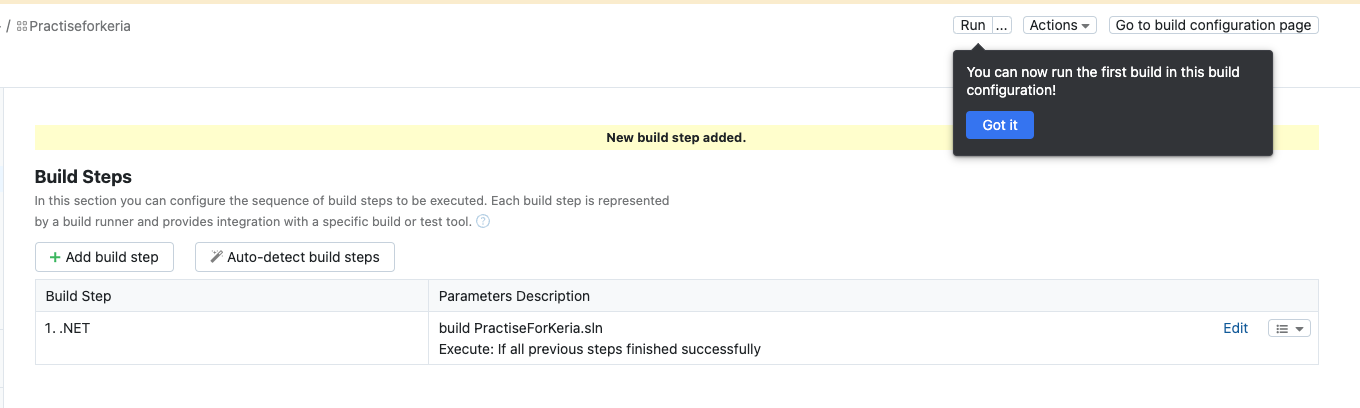 / Practiseforkeria
Run ... Actions Go to build configuration page
You can now run the first build in this build
configuration!
Got it
New build step added.
Build Steps
In this section you can configure the sequence of build steps to be executed. Each build step is represented
by a build runner and provides integration with a specific build or test tool. ?
+ Add build step Auto-detect build steps
Build Step Parameters Description
1. .NET build PractiseForKeria.sln Edit
Execute: If all previous steps finished successfully